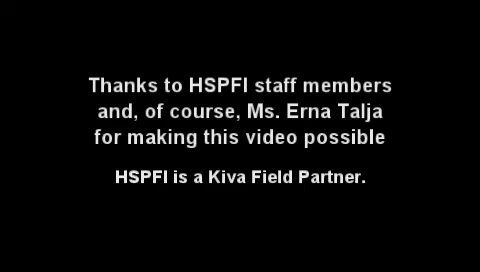 Thanks to HSPFI staff members
and, of course, Ms. Erna Talja
for making this video possible
HSPFI is a Kiva Field Partner.